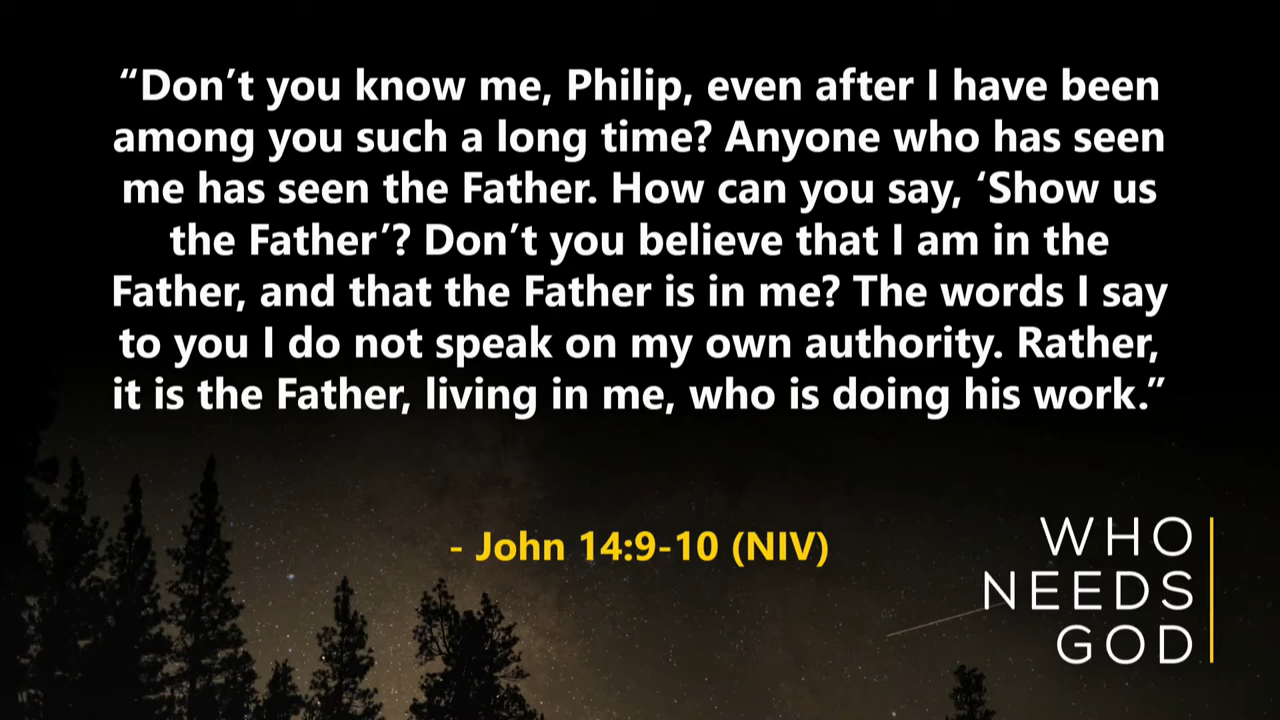 “Don’t you know me, Philip, even after I have been
among you such a long time? Anyone who has seen
me has seen the Father. How can you say, ‘Show us
the Father’? Don’t you believe that I am in the
Father, and that the Father is in me? The words I say
to you I do not speak on my own authority. Rather,
it is the Father, living in me, who is doing his work.”
- John 14:9-10 (NIV)
WHO
NEEDS
GOD